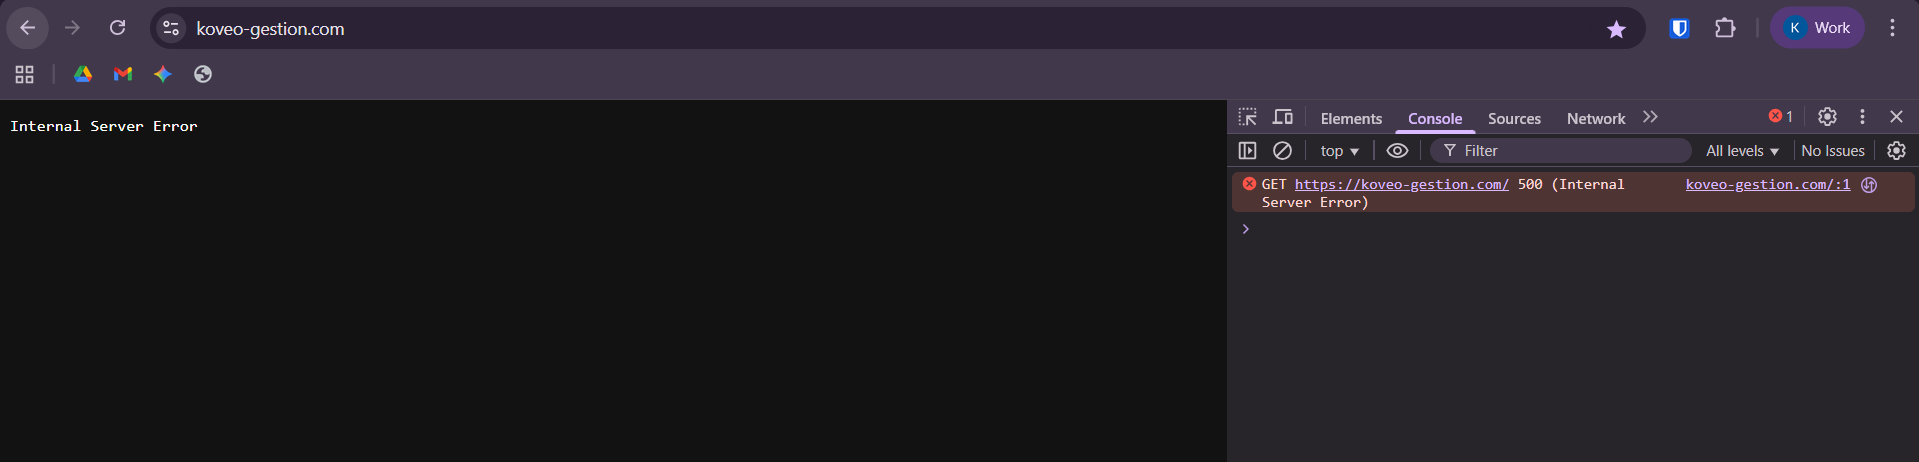 koveo-gestion.com
K Work
Internal Server Error
Elements Console Sources Network 1
top Filter All levels No Issues
GET https://koveo-gestion.com/ 500 (Internal koveo-gestion.com/:1
Server Error)